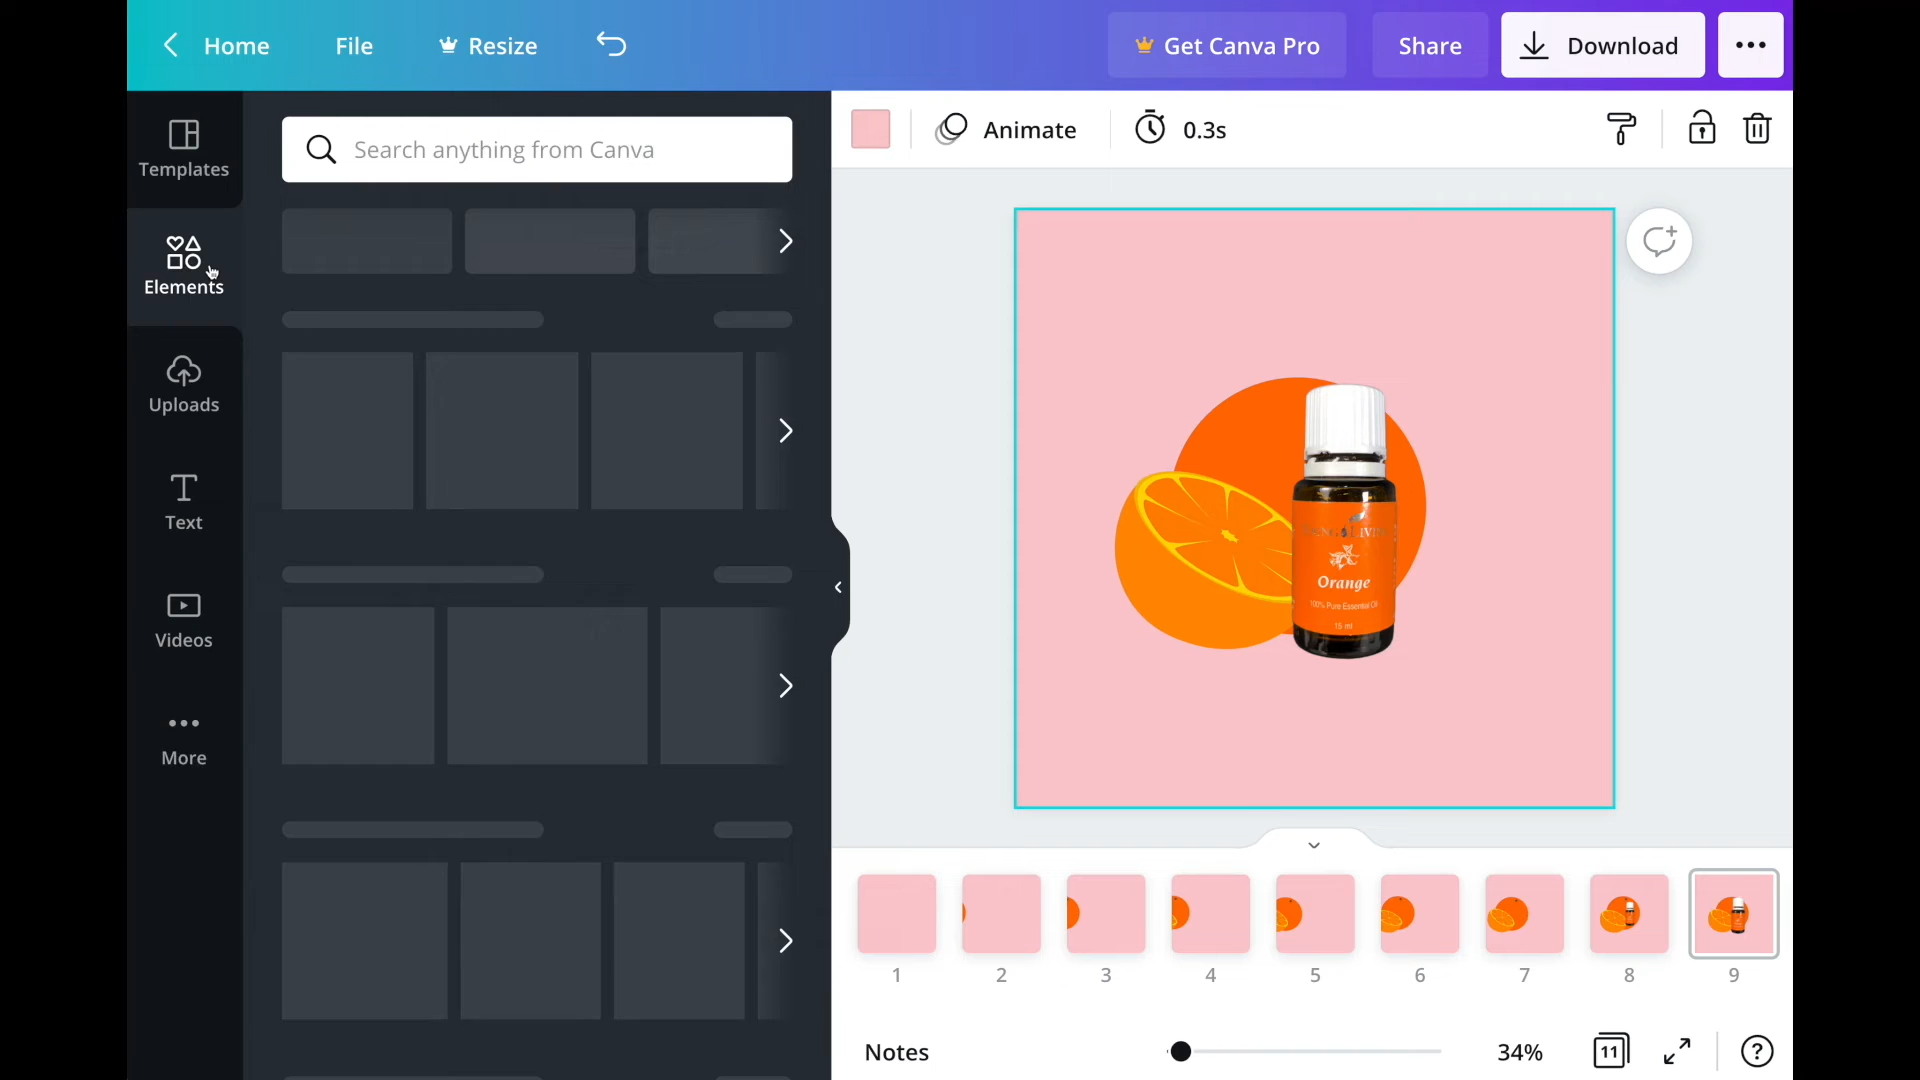 Home
File
Resize
Get Canva Pro
Share
Download
Templates
Elements
Uploads
Text
Videos
More
Search anything from Canva
Animate
0.3s
Orange
100% Pure Essential Oil
15 ml
1
2
3
4
5
6
7
8
9
Notes
34%
11